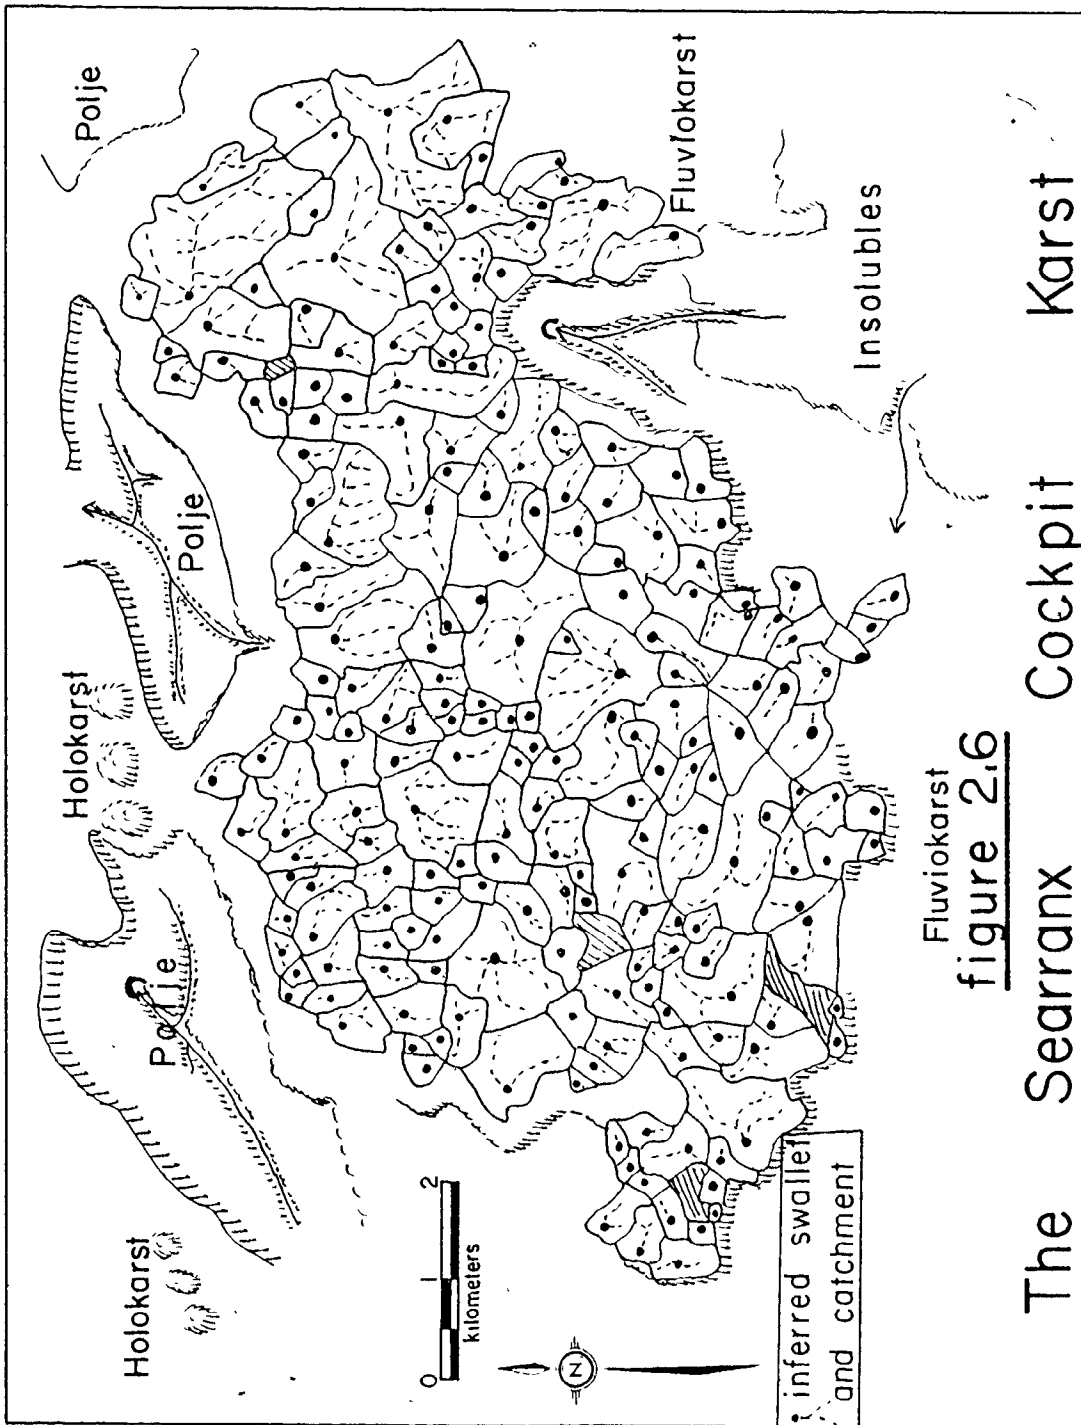 Holokarst
Holokarst
Polje
Polje
Polje
Fluviokarst
Insolubles
Fluviokarst
0 1 2
kilometers
N
inferred swallet
and catchment
figure 2.6
The Searranx Cockpit Karst